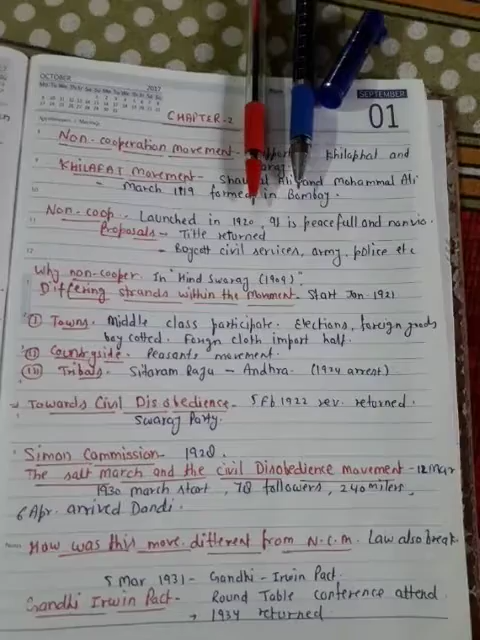 OCTOBER 2017
SEPTEMBER
01
CHAPTER-2
Non-cooperation movement - Khilaphat and
KHILAFAT Movement - Shaukat Ali and Mohammal Ali
- March 1919 formed in Bombay.
Non-coop. - Launched in 1920, is peacefull and nonvio.
Proposals - Title returned
- Boycott civil services, army, police etc
Why non-cooper. In "Hind Swaraj (1909)".
Differing strands within the movment - Start Jan. 1921
(I) Towns. Middle class participate. Elections, foreign goods
boycotted. Foreign cloth import half.
(II) Countryside. Peasants movement.
(III) Tribals. Sitaram Raju - Andhra. (1924 arrest)
Towards Civil Disobedience - 5 Fb 1922 rev. returned.
Swaraj Party.
Simon Commission - 1928.
The salt march and the civil Disobedience movement - 12 Mar
1930 march start, 78 followers, 240 milers,
6 Apr. arrived Dandi.
Notes
How was this move. different from N.C.M. Law also break.
5 Mar 1931 - Gandhi - Irwin Pact.
Gandhi Irwin Pact - Round Table conference attend
→ 1934 returned